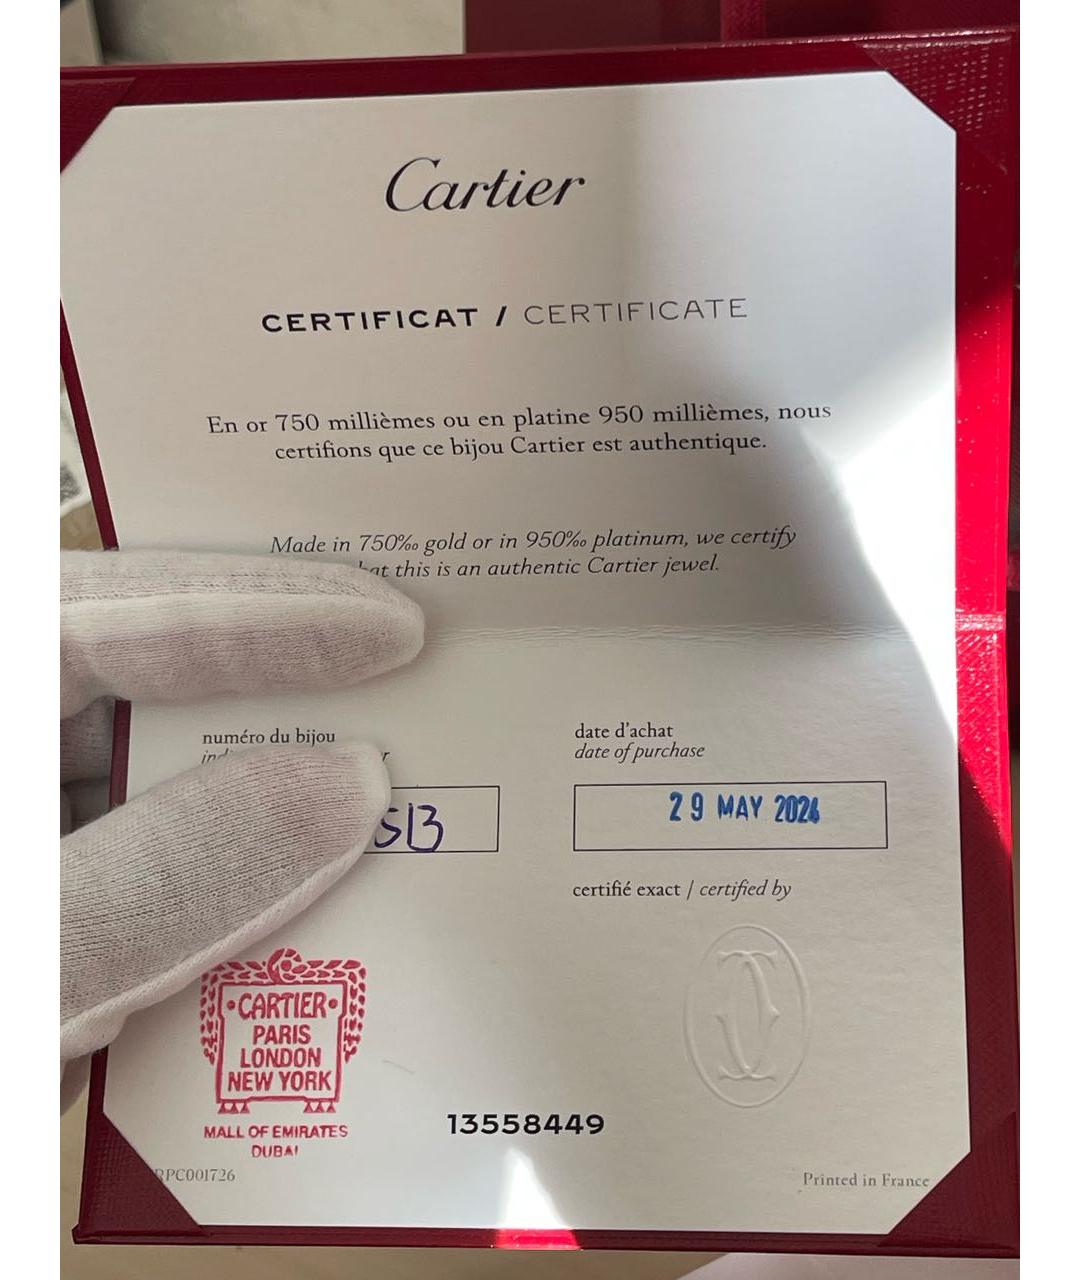 Cartier
CERTIFICAT / CERTIFICATE
En or 750 millièmes ou en platine 950 millièmes, nous
certifions que ce bijou Cartier est authentique.
Made in 750‰ gold or in 950‰ platinum, we certify
this is an authentic Cartier jewel.
numéro du bijou
date d'achat
date of purchase
29 MAY 2024
certifié exact / certified by
CARTIER
PARIS
LONDON
NEW YORK
MALL OF EMIRATES
DUBAI
13558449
RPC001726
Printed in France